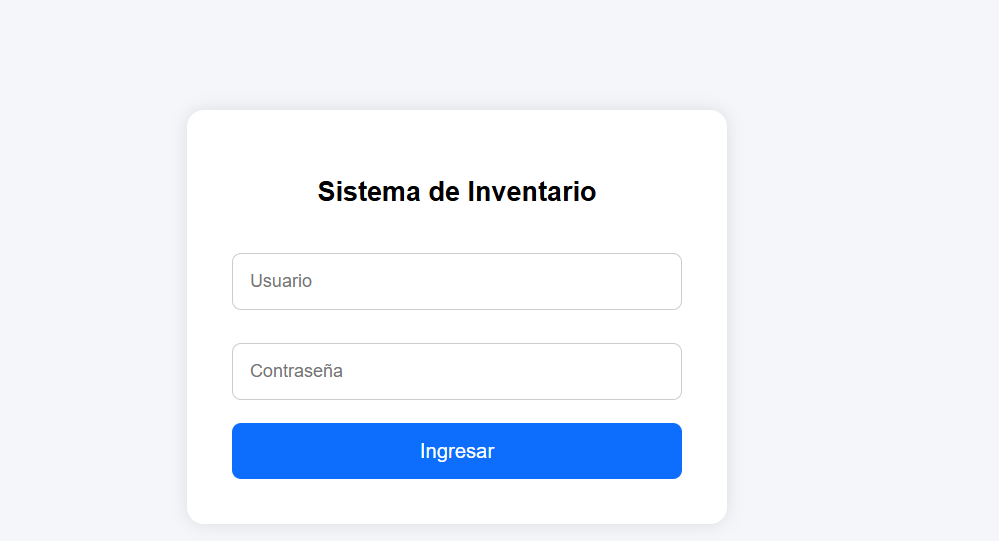 Sistema de Inventario
Usuario
Contraseña
Ingresar